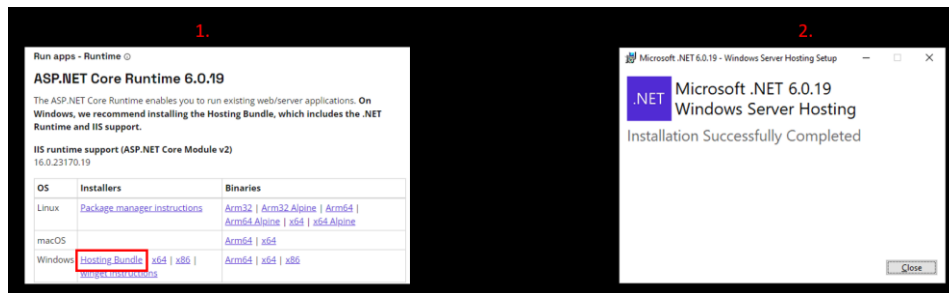 1.
Run apps - Runtime
ASP.NET Core Runtime 6.0.19
The ASP.NET Core Runtime enables you to run existing web/server applications. On
Windows, we recommend installing the Hosting Bundle, which includes the .NET
Runtime and IIS support.
IIS runtime support (ASP.NET Core Module v2)
16.0.23170.19
OS Installers Binaries
Linux Package manager instructions Arm32 | Arm32 Alpine | Arm64 |
Arm64 Alpine | x64 | x64 Alpine
macOS Arm64 | x64
Windows Hosting Bundle | x64 | x86 | Arm64 | x64 | x86
winget instructions
2.
Microsoft .NET 6.0.19 - Windows Server Hosting Setup
.NET
Microsoft .NET 6.0.19
Windows Server Hosting
Installation Successfully Completed
Close